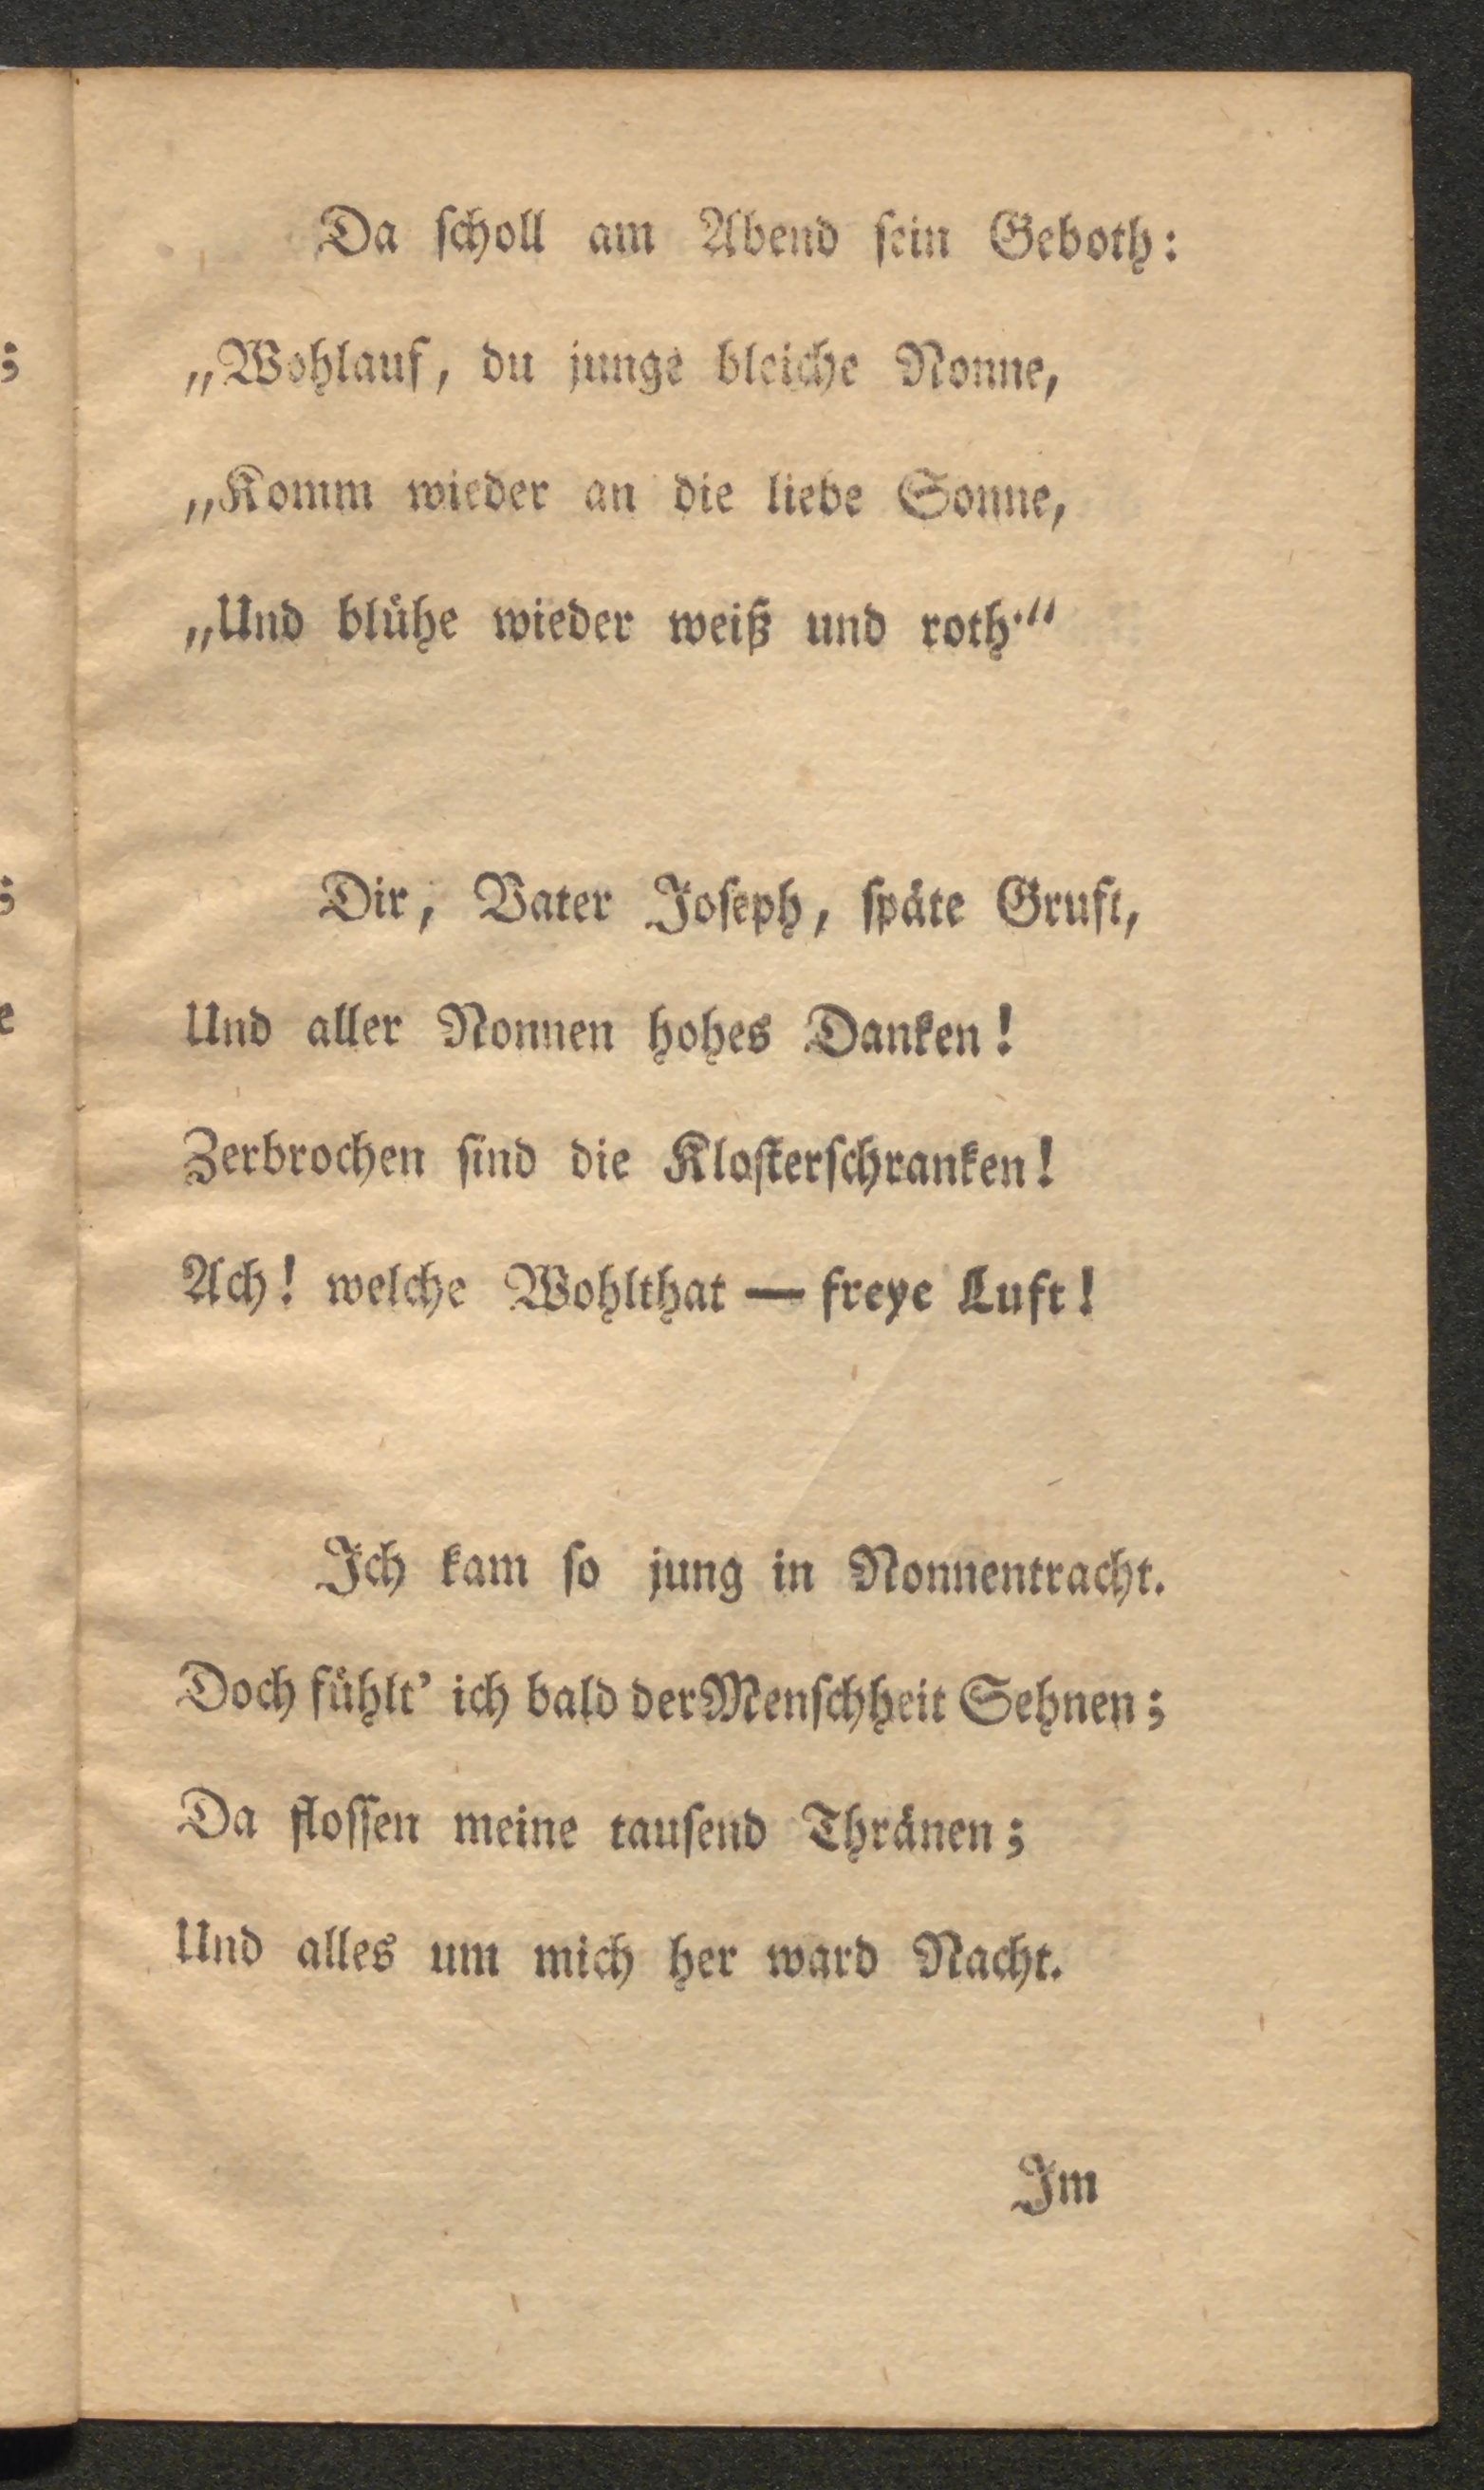 Da ſcholl am Abend ſein Geboth:
„Wohlauf, du junge bleiche Nonne,
„Komm wieder an die liebe Sonne,
„Und blühe wieder weiß und roth.“
Dir, Vater Joſeph, ſpäte Gruft,
Und aller Nonnen hohes Danken!
Zerbrochen ſind die Kloſterſchranken!
Ach! welche Wohlthat — freye Luft!
Ich kam ſo jung in Nonnentracht.
Doch fühlt’ ich bald der Menſchheit Sehnen;
Da floſſen meine tauſend Thränen;
Und alles um mich her ward Nacht.
Im